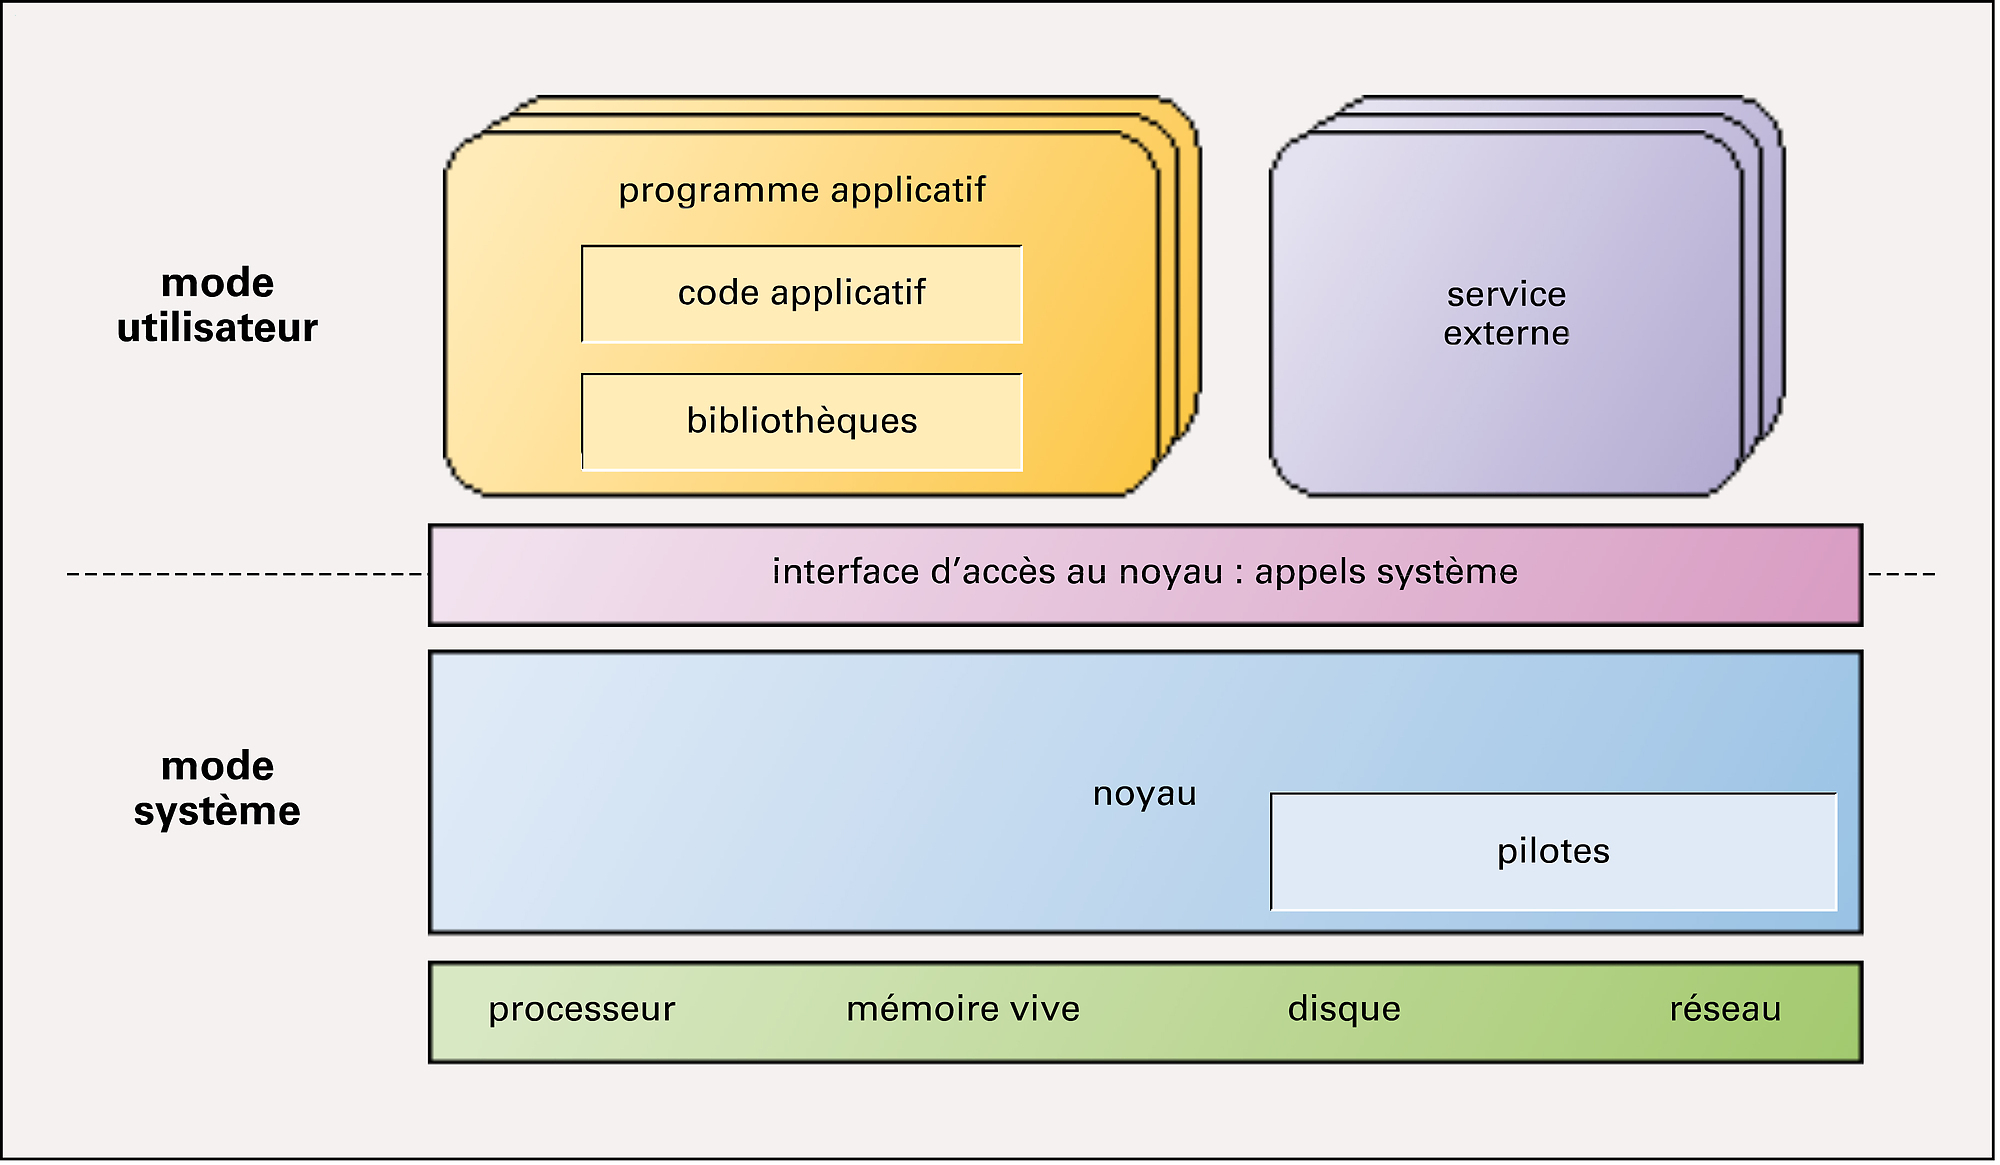 programme applicatif
code applicatif
bibliothèques
mode
utilisateur
service
externe
interface d’accès au noyau : appels système
mode
système
noyau
pilotes
processeur mémoire vive disque réseau